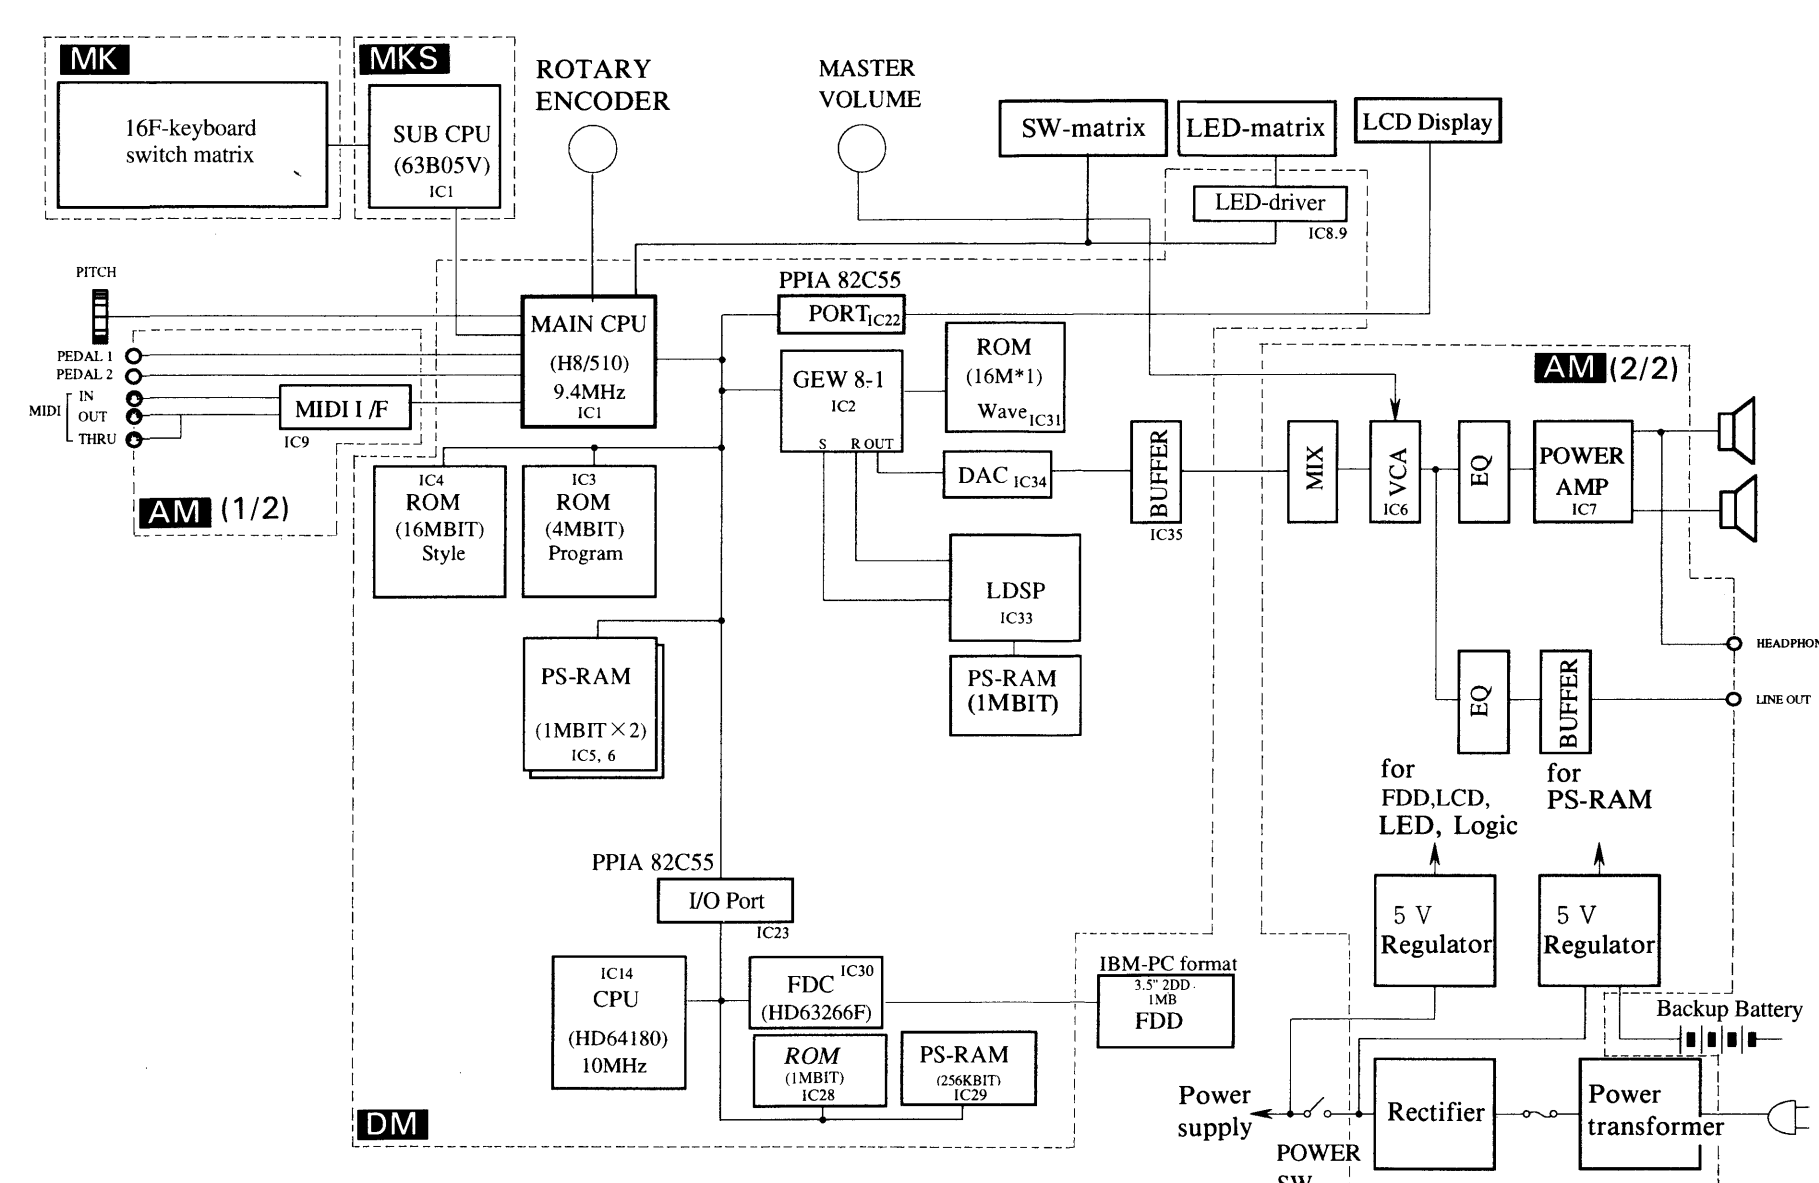 MK
MKS
16F-keyboard
switch matrix
SUB CPU
(63B05V)
IC1
ROTARY
ENCODER
MASTER
VOLUME
SW-matrix
LED-matrix
LCD Display
LED-driver
IC8.9
PITCH
PEDAL 1
PEDAL 2
MIDI
IN
OUT
THRU
MIDI I/F
IC9
AM (1/2)
MAIN CPU
(H8/510)
9.4MHz
IC1
PPIA 82C55
PORT IC22
GEW 8-1
IC2
S R OUT
ROM
(16M*1)
Wave IC31
DAC IC34
BUFFER
IC35
AM (2/2)
MIX
VCA
IC6
EQ
POWER
AMP
IC7
IC4
ROM
(16MBIT)
Style
IC3
ROM
(4MBIT)
Program
LDSP
IC33
PS-RAM
(1MBIT)
PS-RAM
(1MBIT×2)
IC5, 6
HEADPHON
LINE OUT
EQ
BUFFER
for
FDD,LCD,
LED, Logic
for
PS-RAM
PPIA 82C55
I/O Port
IC23
5 V
Regulator
5 V
Regulator
IC14
CPU
(HD64180)
10MHz
IC30
FDC
(HD63266F)
IBM-PC format
3.5" 2DD
1MB
FDD
ROM
(1MBIT)
IC28
PS-RAM
(256KBIT)
IC29
Backup Battery
DM
Power
supply
POWER
SW
Rectifier
Power
transformer